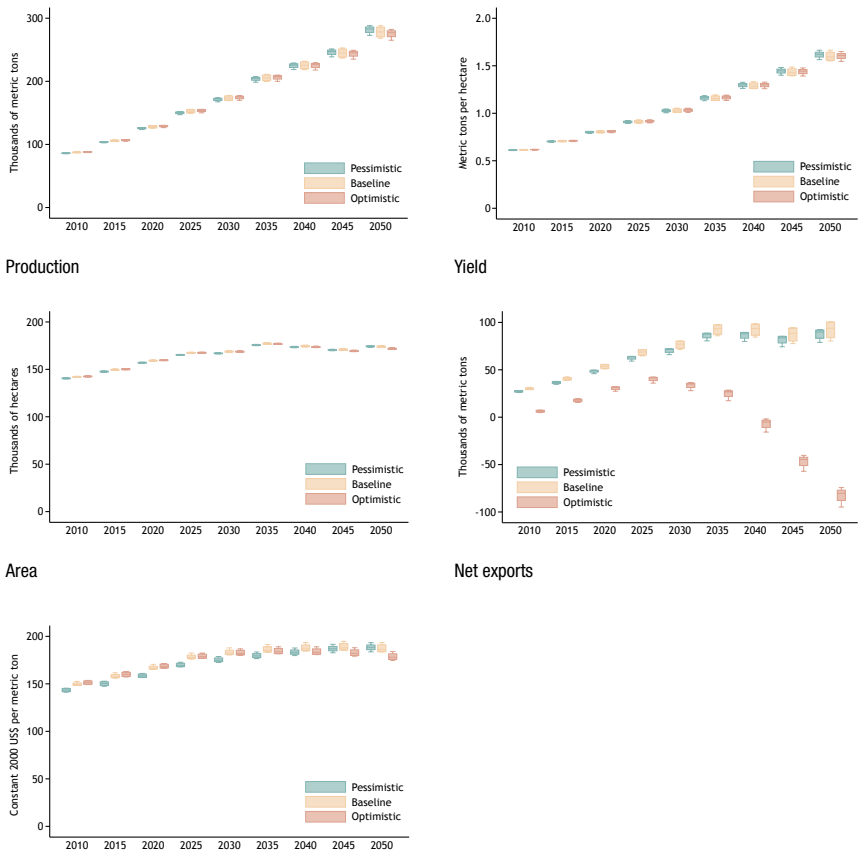 Thousands of metric tons
300
200
100
0
Pessimistic
Baseline
Optimistic
2010 2015 2020 2025 2030 2035 2040 2045 2050
Production
Metric tons per hectare
2.0
1.5
1.0
0.5
0
Pessimistic
Baseline
Optimistic
2010 2015 2020 2025 2030 2035 2040 2045 2050
Yield
Thousands of hectares
200
150
100
50
0
Pessimistic
Baseline
Optimistic
2010 2015 2020 2025 2030 2035 2040 2045 2050
Area
Thousands of metric tons
100
50
0
-50
-100
Pessimistic
Baseline
Optimistic
2010 2015 2020 2025 2030 2035 2040 2045 2050
Net exports
Constant 2000 US$ per metric ton
200
150
100
50
0
Pessimistic
Baseline
Optimistic
2010 2015 2020 2025 2030 2035 2040 2045 2050